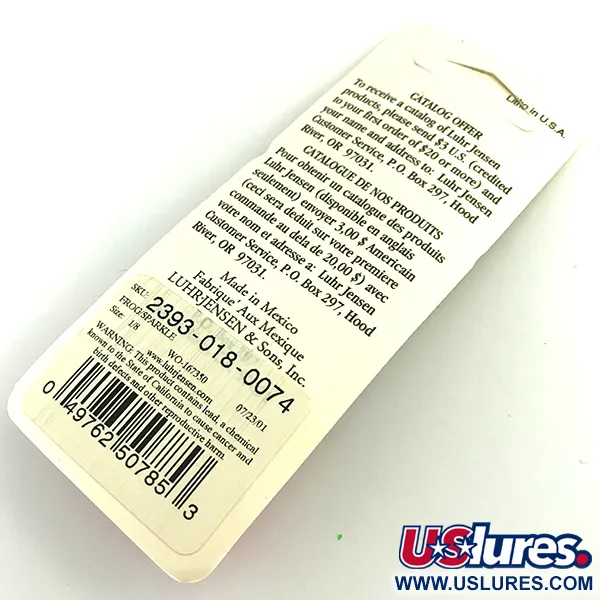 Litho in U.S.A.
CATALOG OFFER
To receive a catalog of Luhr Jensen
products, please send $3 U.S. (credited
to your first order of $20 or more) and
your name and address to: Luhr Jensen
Customer Service, P.O. Box 297, Hood
River, OR 97031.
CATALOGUE DE NOS PRODUITS
Pour obtenir un catalogue des produits
Luhr Jensen (disponible en anglais
seulement) envoyer 3,00 $ Americain
(ceci sera deduit sur votre premiere
commande au dela de 20,00 $) avec
votre nom et adresse a: Luhr Jensen
Customer Service, P.O. Box 297, Hood
River, OR 97031.
Made in Mexico
Fabrique' Aux Mexique
LUHR JENSEN & Sons, Inc.
SKU: 2393-018-0074
FROG/SPARKLE
Size: 1/8
WO-167350
07/23/01
www.luhrjensen.com
WARNING: This product contains lead, a chemical
known to the State of California to cause cancer and
birth defects and other reproductive harm.
0 49762 50785 3
USlures.
WWW.USLURES.COM